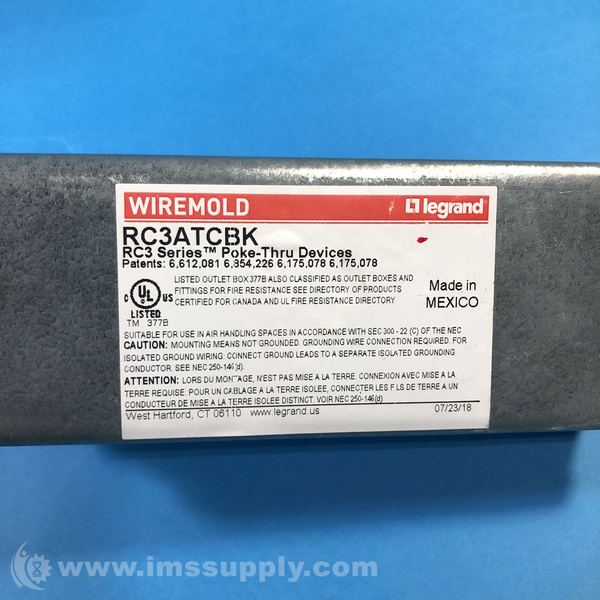 WIREMOLD
legrand
RC3ATCBK
RC3 Series™ Poke-Thru Devices
Patents: 6,612,081 6,354,226 6,175,078 6,175,078
C UL US
LISTED
TM 377B
LISTED OUTLET BOX 377B ALSO CLASSIFIED AS OUTLET BOXES AND
FITTINGS FOR FIRE RESISTANCE SEE DIRECTORY OF PRODUCTS
CERTIFIED FOR CANADA AND UL FIRE RESISTANCE DIRECTORY
Made in
MEXICO
SUITABLE FOR USE IN AIR HANDLING SPACES IN ACCORDANCE WITH SEC 300 - 22 (C) OF THE NEC
CAUTION: MOUNTING MEANS NOT GROUNDED. GROUNDING WIRE CONNECTION REQUIRED. FOR
ISOLATED GROUND WIRING: CONNECT GROUND LEADS TO A SEPARATE ISOLATED GROUNDING
CONDUCTOR. SEE NEC 250-146(d)
ATTENTION: LORS DU MONTAGE, N'EST PAS MISE A LA TERRE. CONNEXION AVEC MISE A LA
TERRE REQUISE. POUR UN CABLAGE A LA TERRE ISOLEE, CONNECTER LES FILS DE TERRE A UN
CONDUCTEUR DE MISE A LA TERRE ISOLEE DISTINCT. VOIR NEC 250-146(d)
West Hartford, CT 06110 www.legrand.us
07/23/18
www.imssupply.com